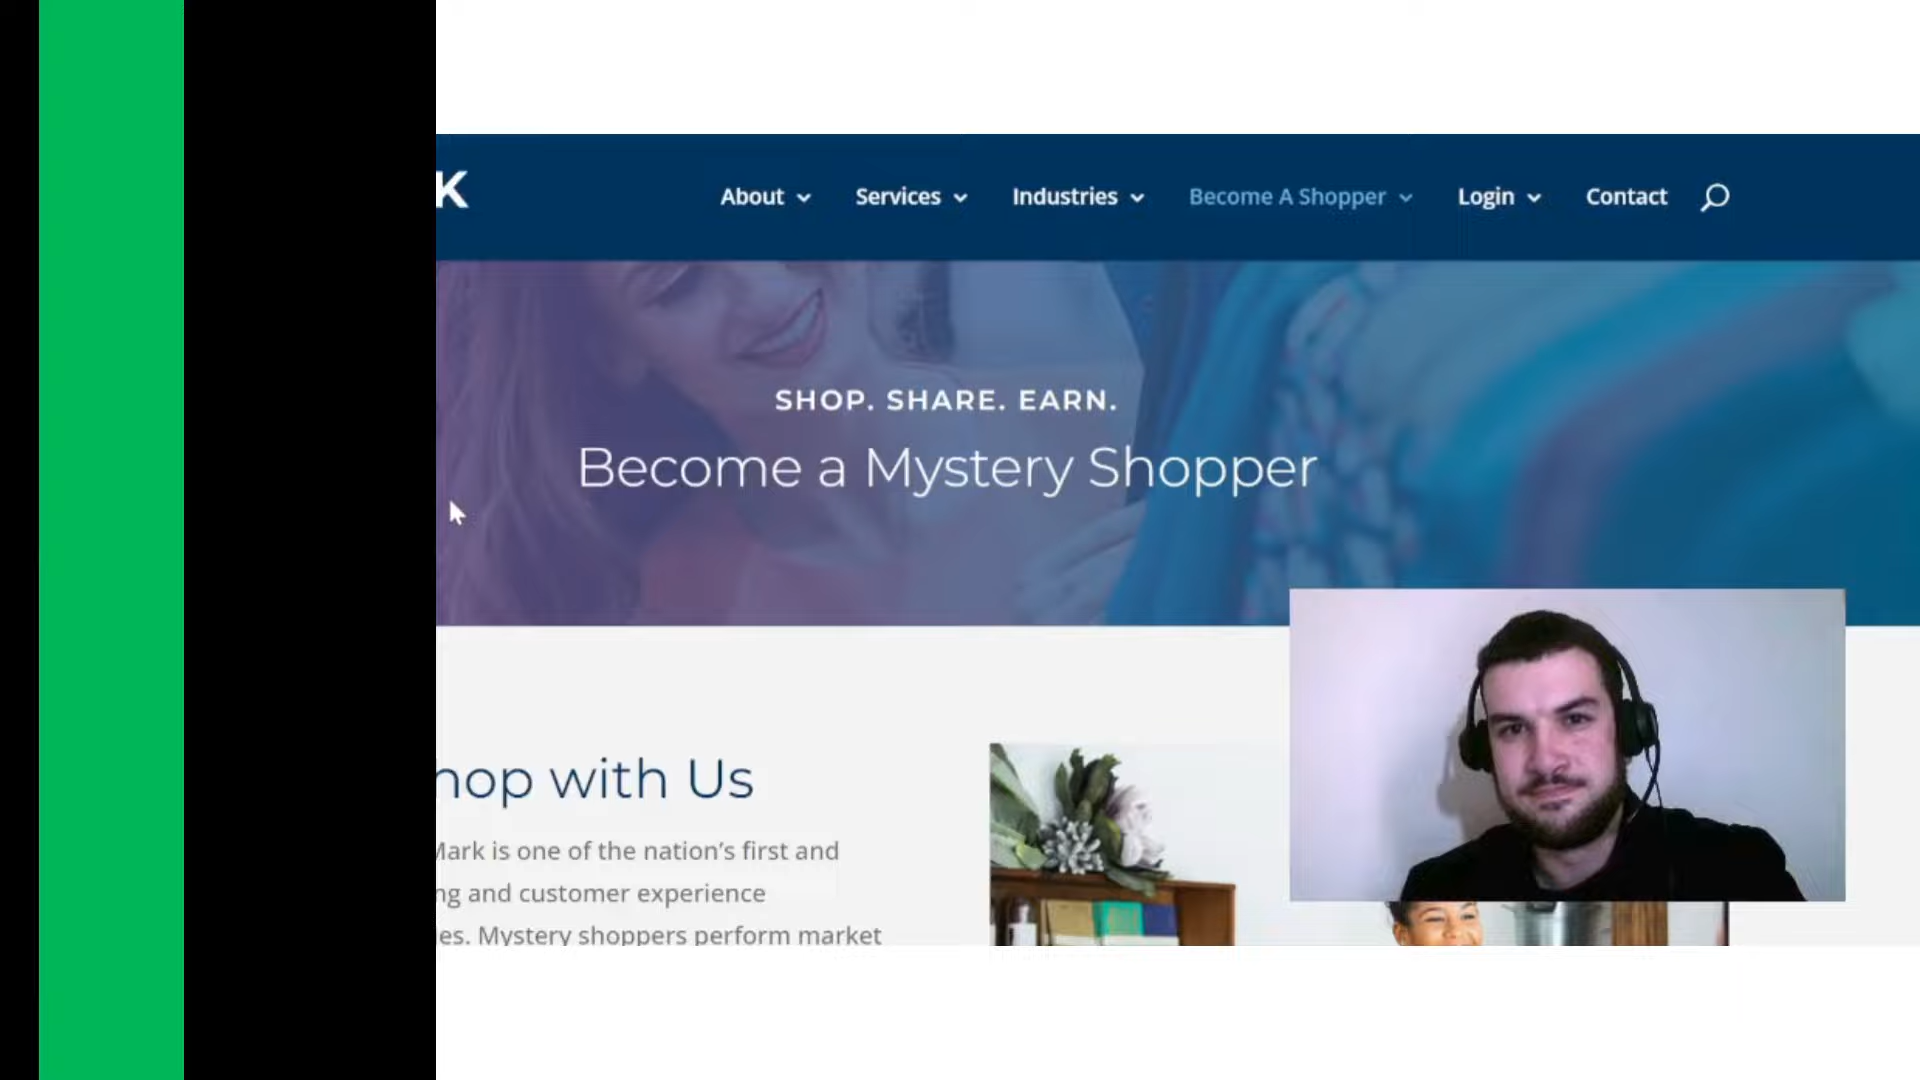 K
About
Services
Industries
Become A Shopper
Login
Contact
SHOP. SHARE. EARN.
Become a Mystery Shopper
hop with Us
Mark is one of the nation's first and
ng and customer experience
es. Mystery shoppers perform market